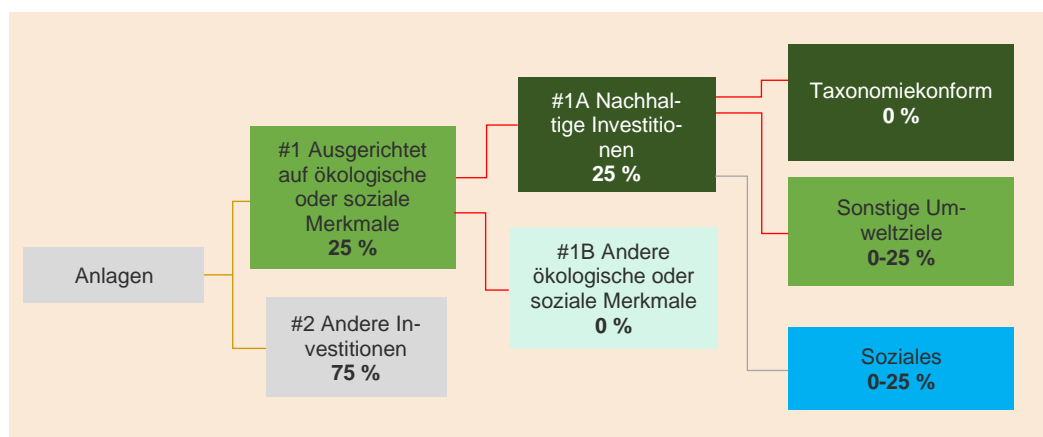 Anlagen
#1 Ausgerichtet
auf ökologische
oder soziale
Merkmale
25 %
#2 Andere In-
vestitionen
75 %
#1A Nachhal-
tige Investitio-
nen
25 %
#1B Andere
ökologische oder
soziale Merkmale
0 %
Taxonomiekonform
0 %
Sonstige Um-
weltziele
0-25 %
Soziales
0-25 %